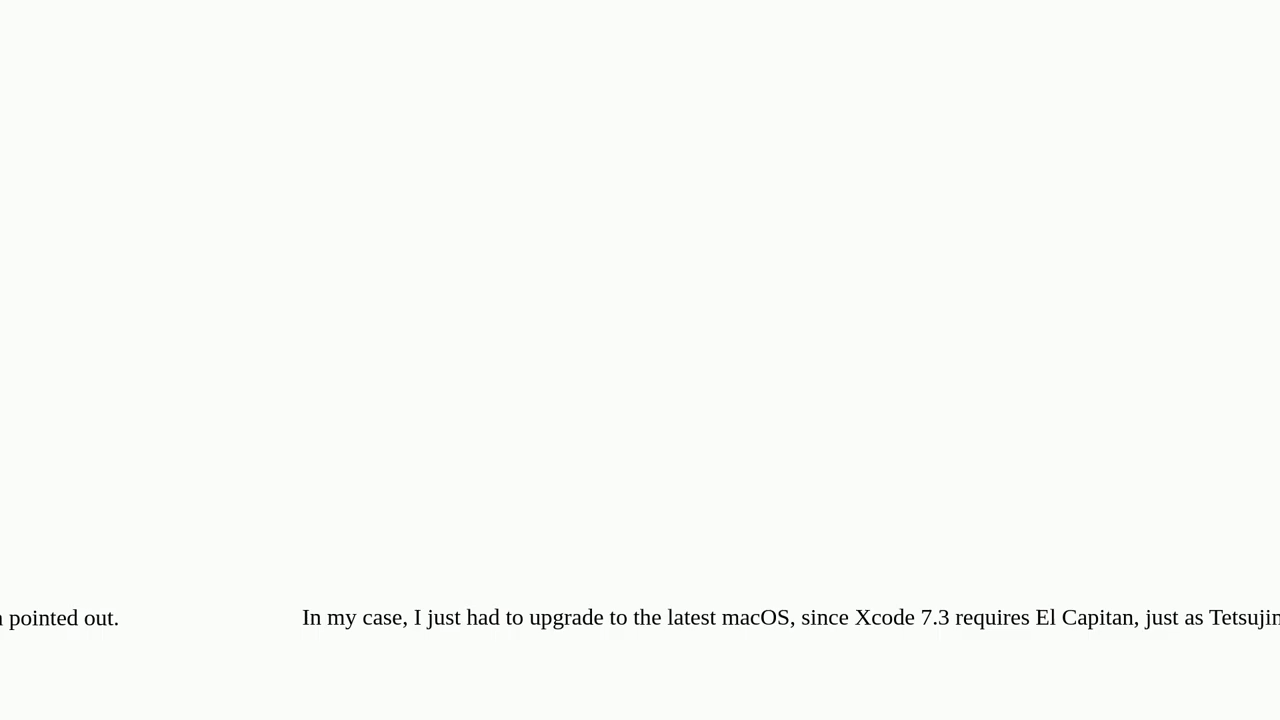 pointed out. In my case, I just had to upgrade to the latest macOS, since Xcode 7.3 requires El Capitan, just as Tetsujin